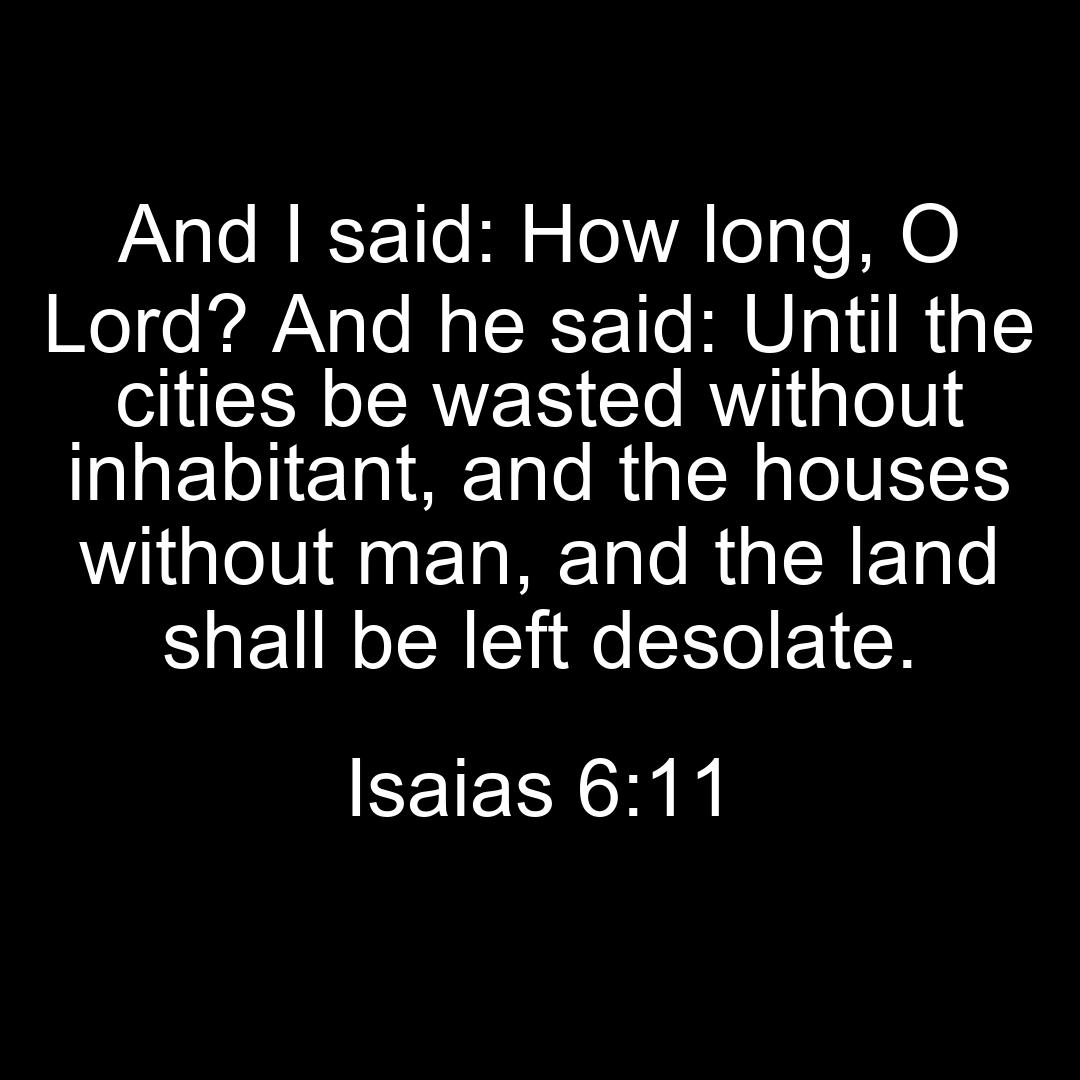 And I said: How long, O
Lord? And he said: Until the
cities be wasted without
inhabitant, and the houses
without man, and the land
shall be left desolate.
Isaias 6:11